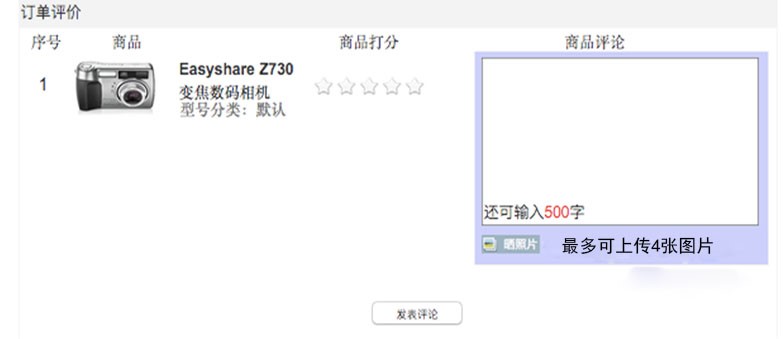 订单评价
序号 商品 商品打分 商品评论
1
Easyshare Z730
变焦数码相机
型号分类：默认
还可输入500字
晒照片 最多可上传4张图片
发表评论